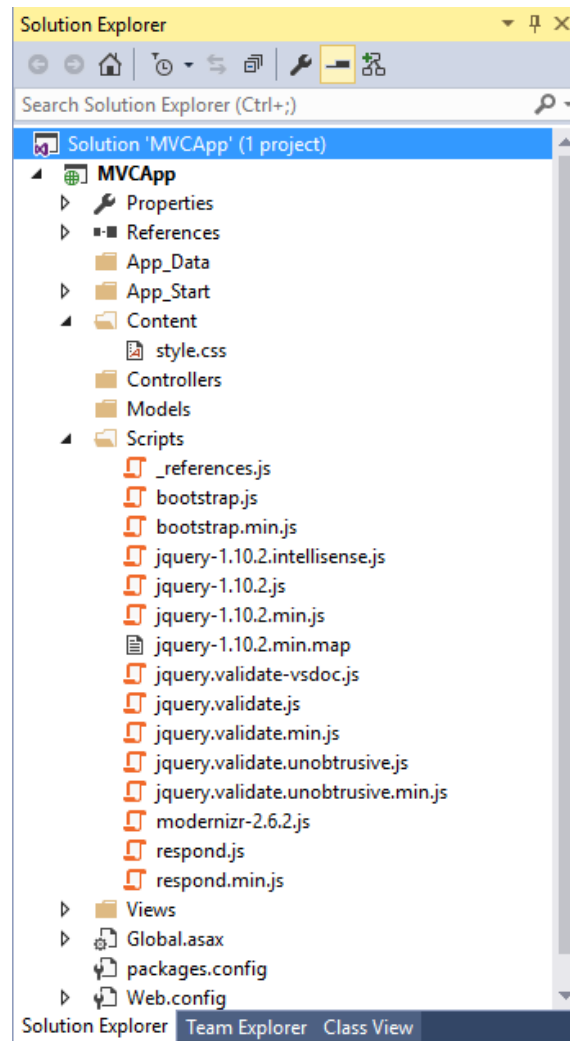 Solution Explorer
Search Solution Explorer (Ctrl+;)
Solution 'MVCApp' (1 project)
MVCApp
Properties
References
App_Data
App_Start
Content
style.css
Controllers
Models
Scripts
_references.js
bootstrap.js
bootstrap.min.js
jquery-1.10.2.intellisense.js
jquery-1.10.2.js
jquery-1.10.2.min.js
jquery-1.10.2.min.map
jquery.validate-vsdoc.js
jquery.validate.js
jquery.validate.min.js
jquery.validate.unobtrusive.js
jquery.validate.unobtrusive.min.js
modernizr-2.6.2.js
respond.js
respond.min.js
Views
Global.asax
packages.config
Web.config
Solution Explorer Team Explorer Class View